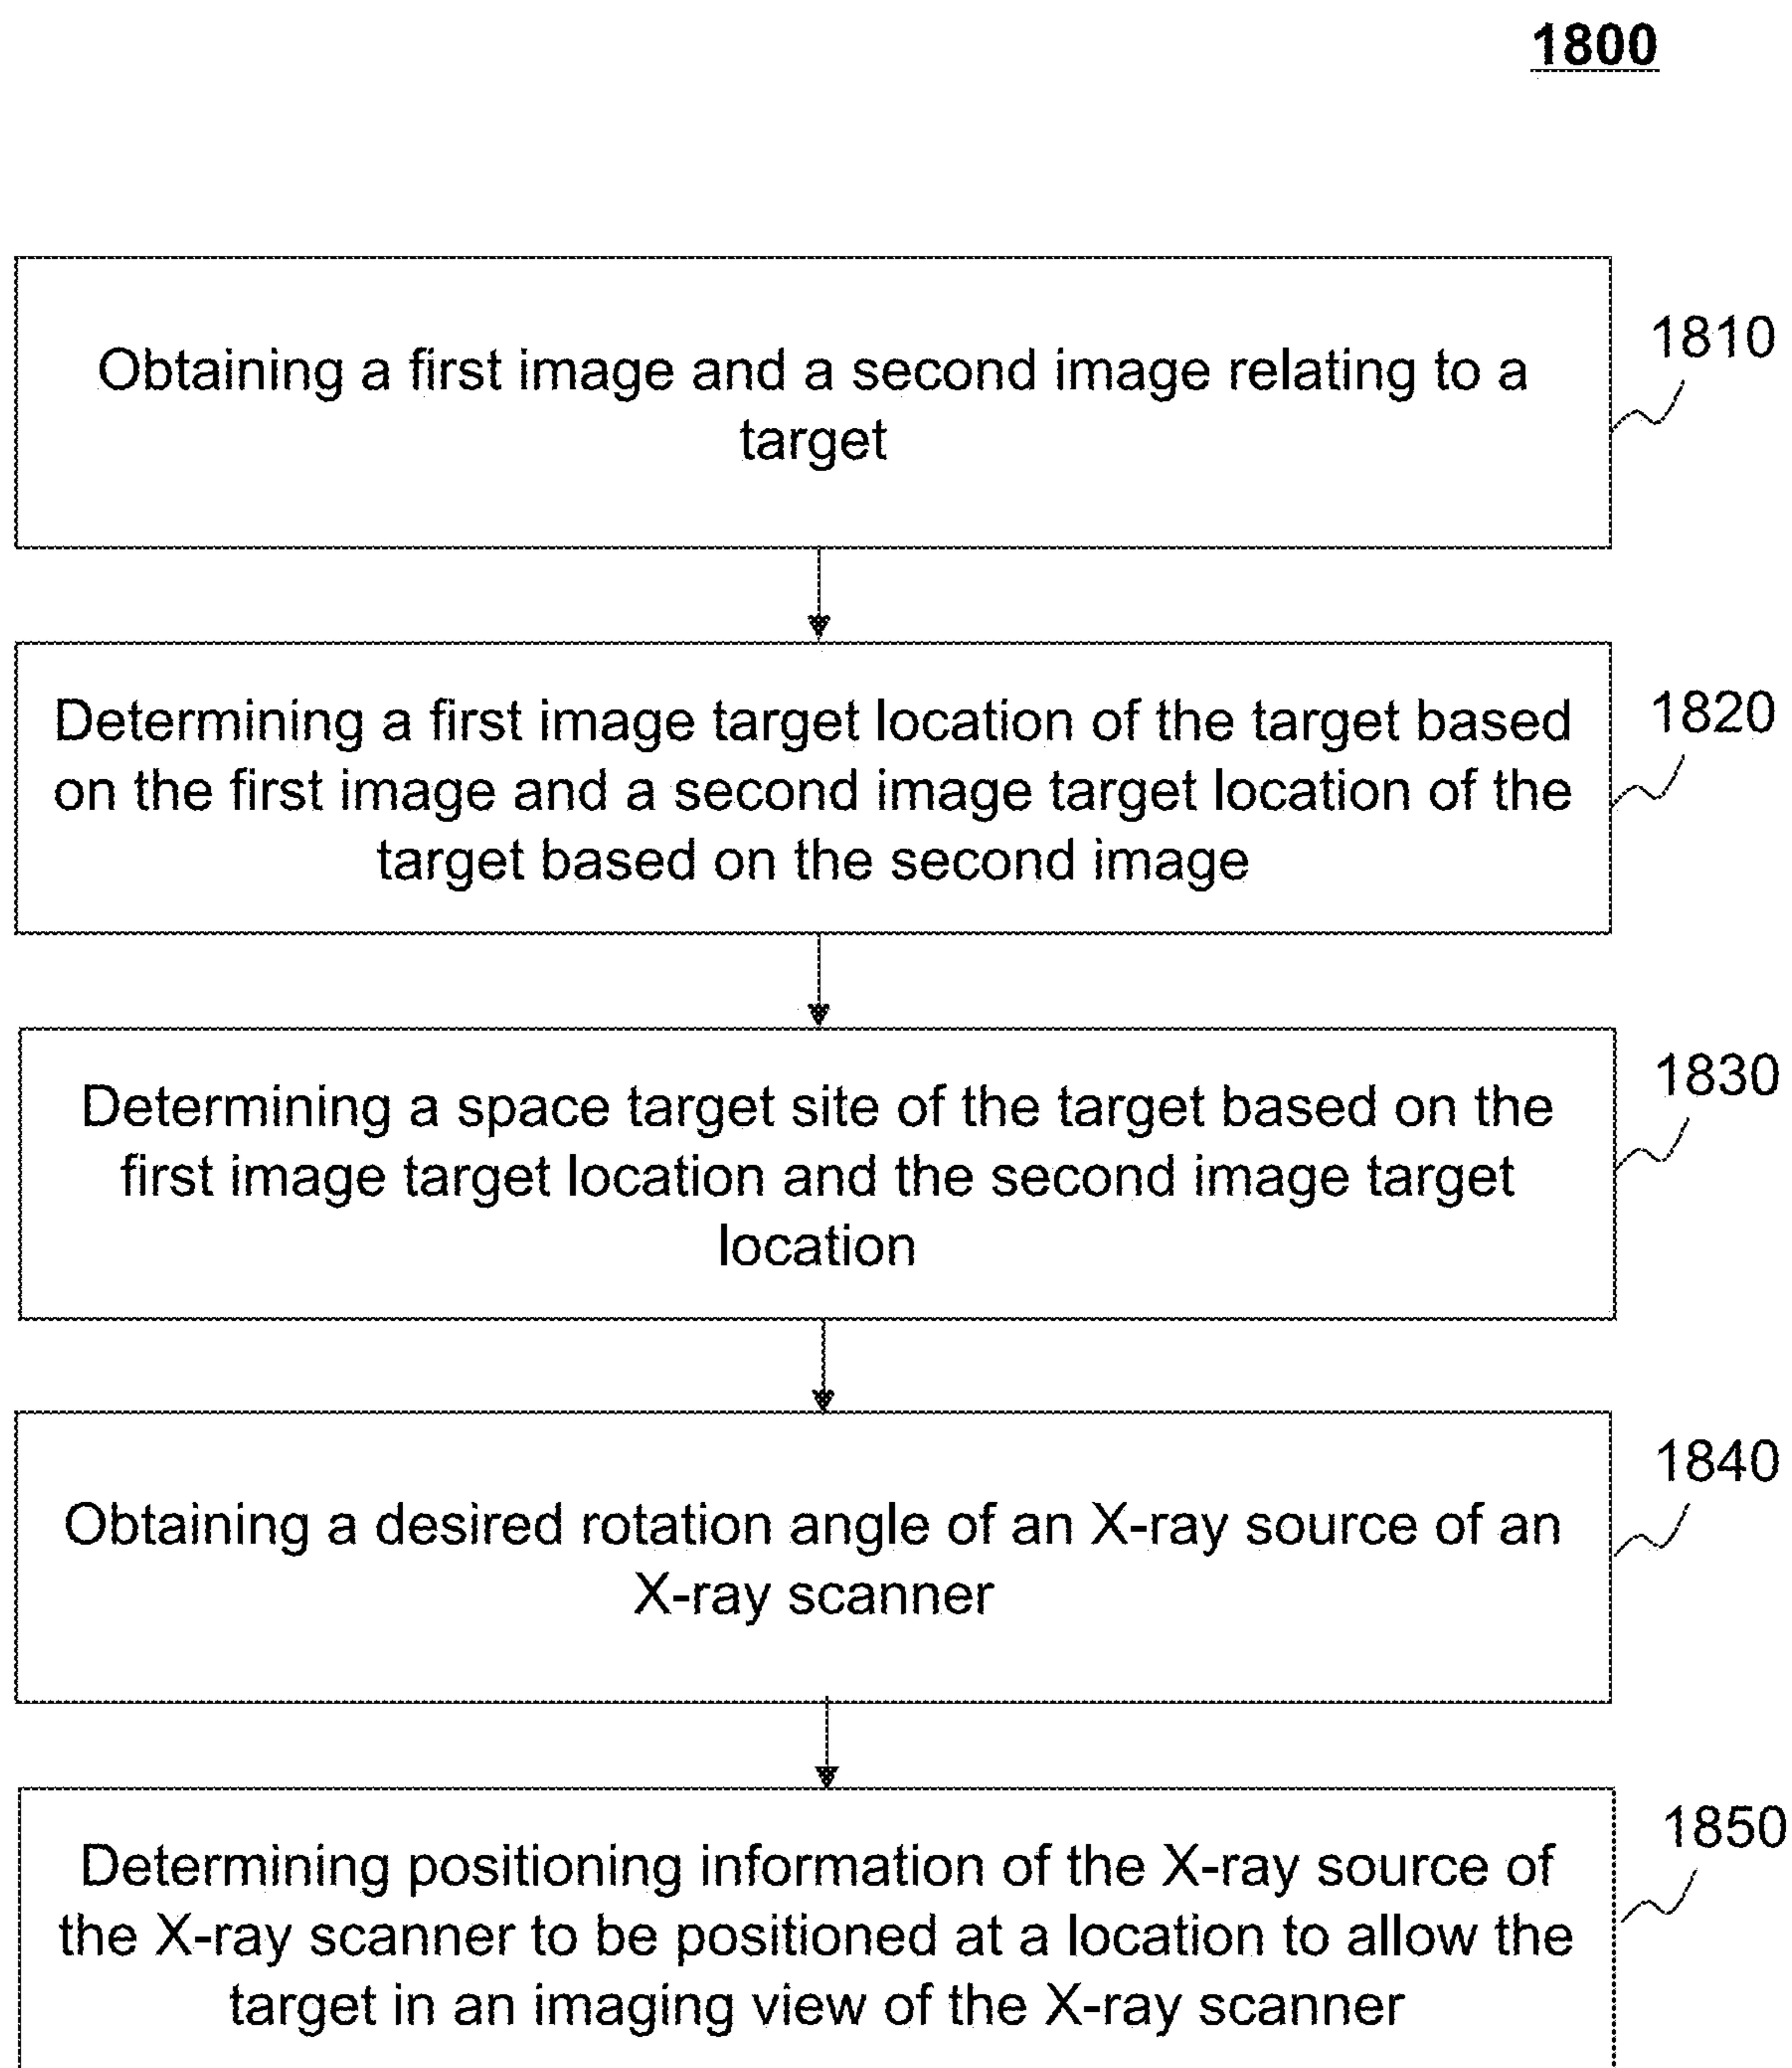 1800
Obtaining a first image and a second image relating to a
target
1810
Determining a first image target location of the target based
on the first image and a second image target location of the
target based on the second image
1820
Determining a space target site of the target based on the
first image target location and the second image target
location
1830
Obtaining a desired rotation angle of an X-ray source of an
X-ray scanner
1840
Determining positioning information of the X-ray source of
the X-ray scanner to be positioned at a location to allow the
target in an imaging view of the X-ray scanner
1850